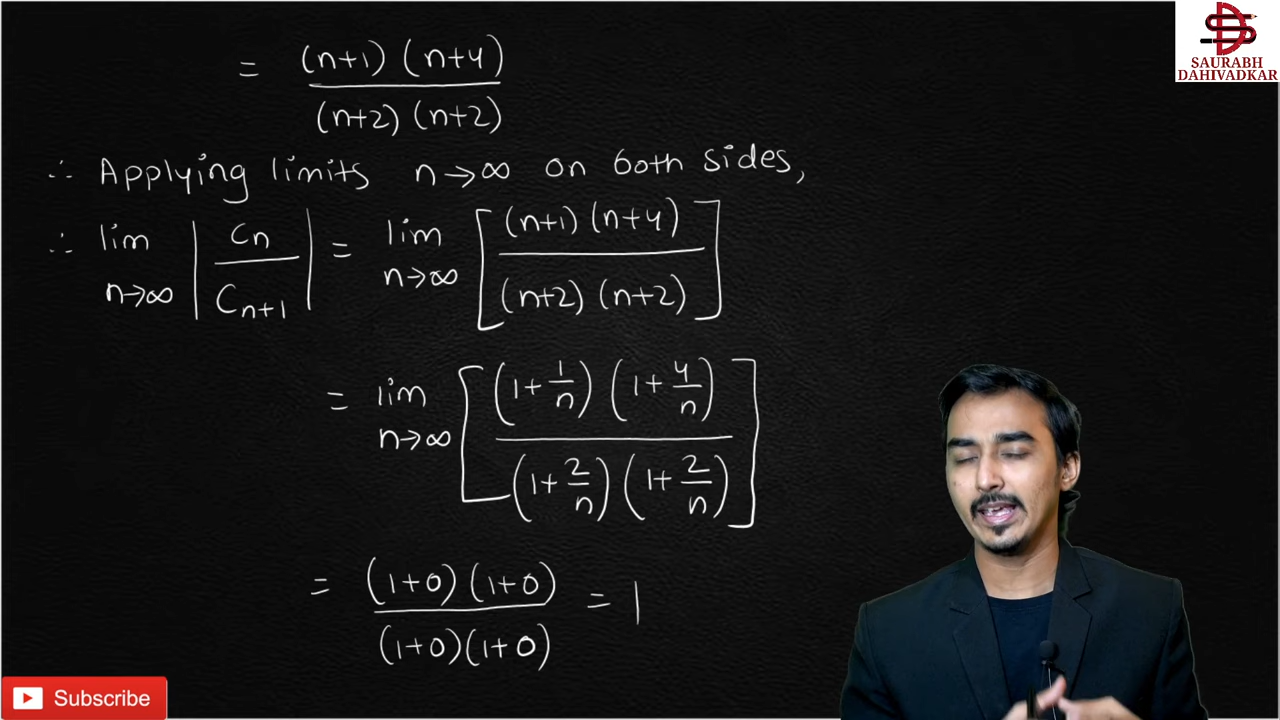 = (n+1) (n+4) / (n+2) (n+2)
SAURABH
DAHIVADKAR
∴ Applying limits n→∞ on both sides,
∴ lim n→∞ | Cn / Cn+1 | = lim n→∞ [ (n+1) (n+4) / (n+2) (n+2) ]
= lim n→∞ [ (1+1/n) (1+4/n) / (1+2/n) (1+2/n) ]
= (1+0) (1+0) / (1+0) (1+0) = 1
Subscribe